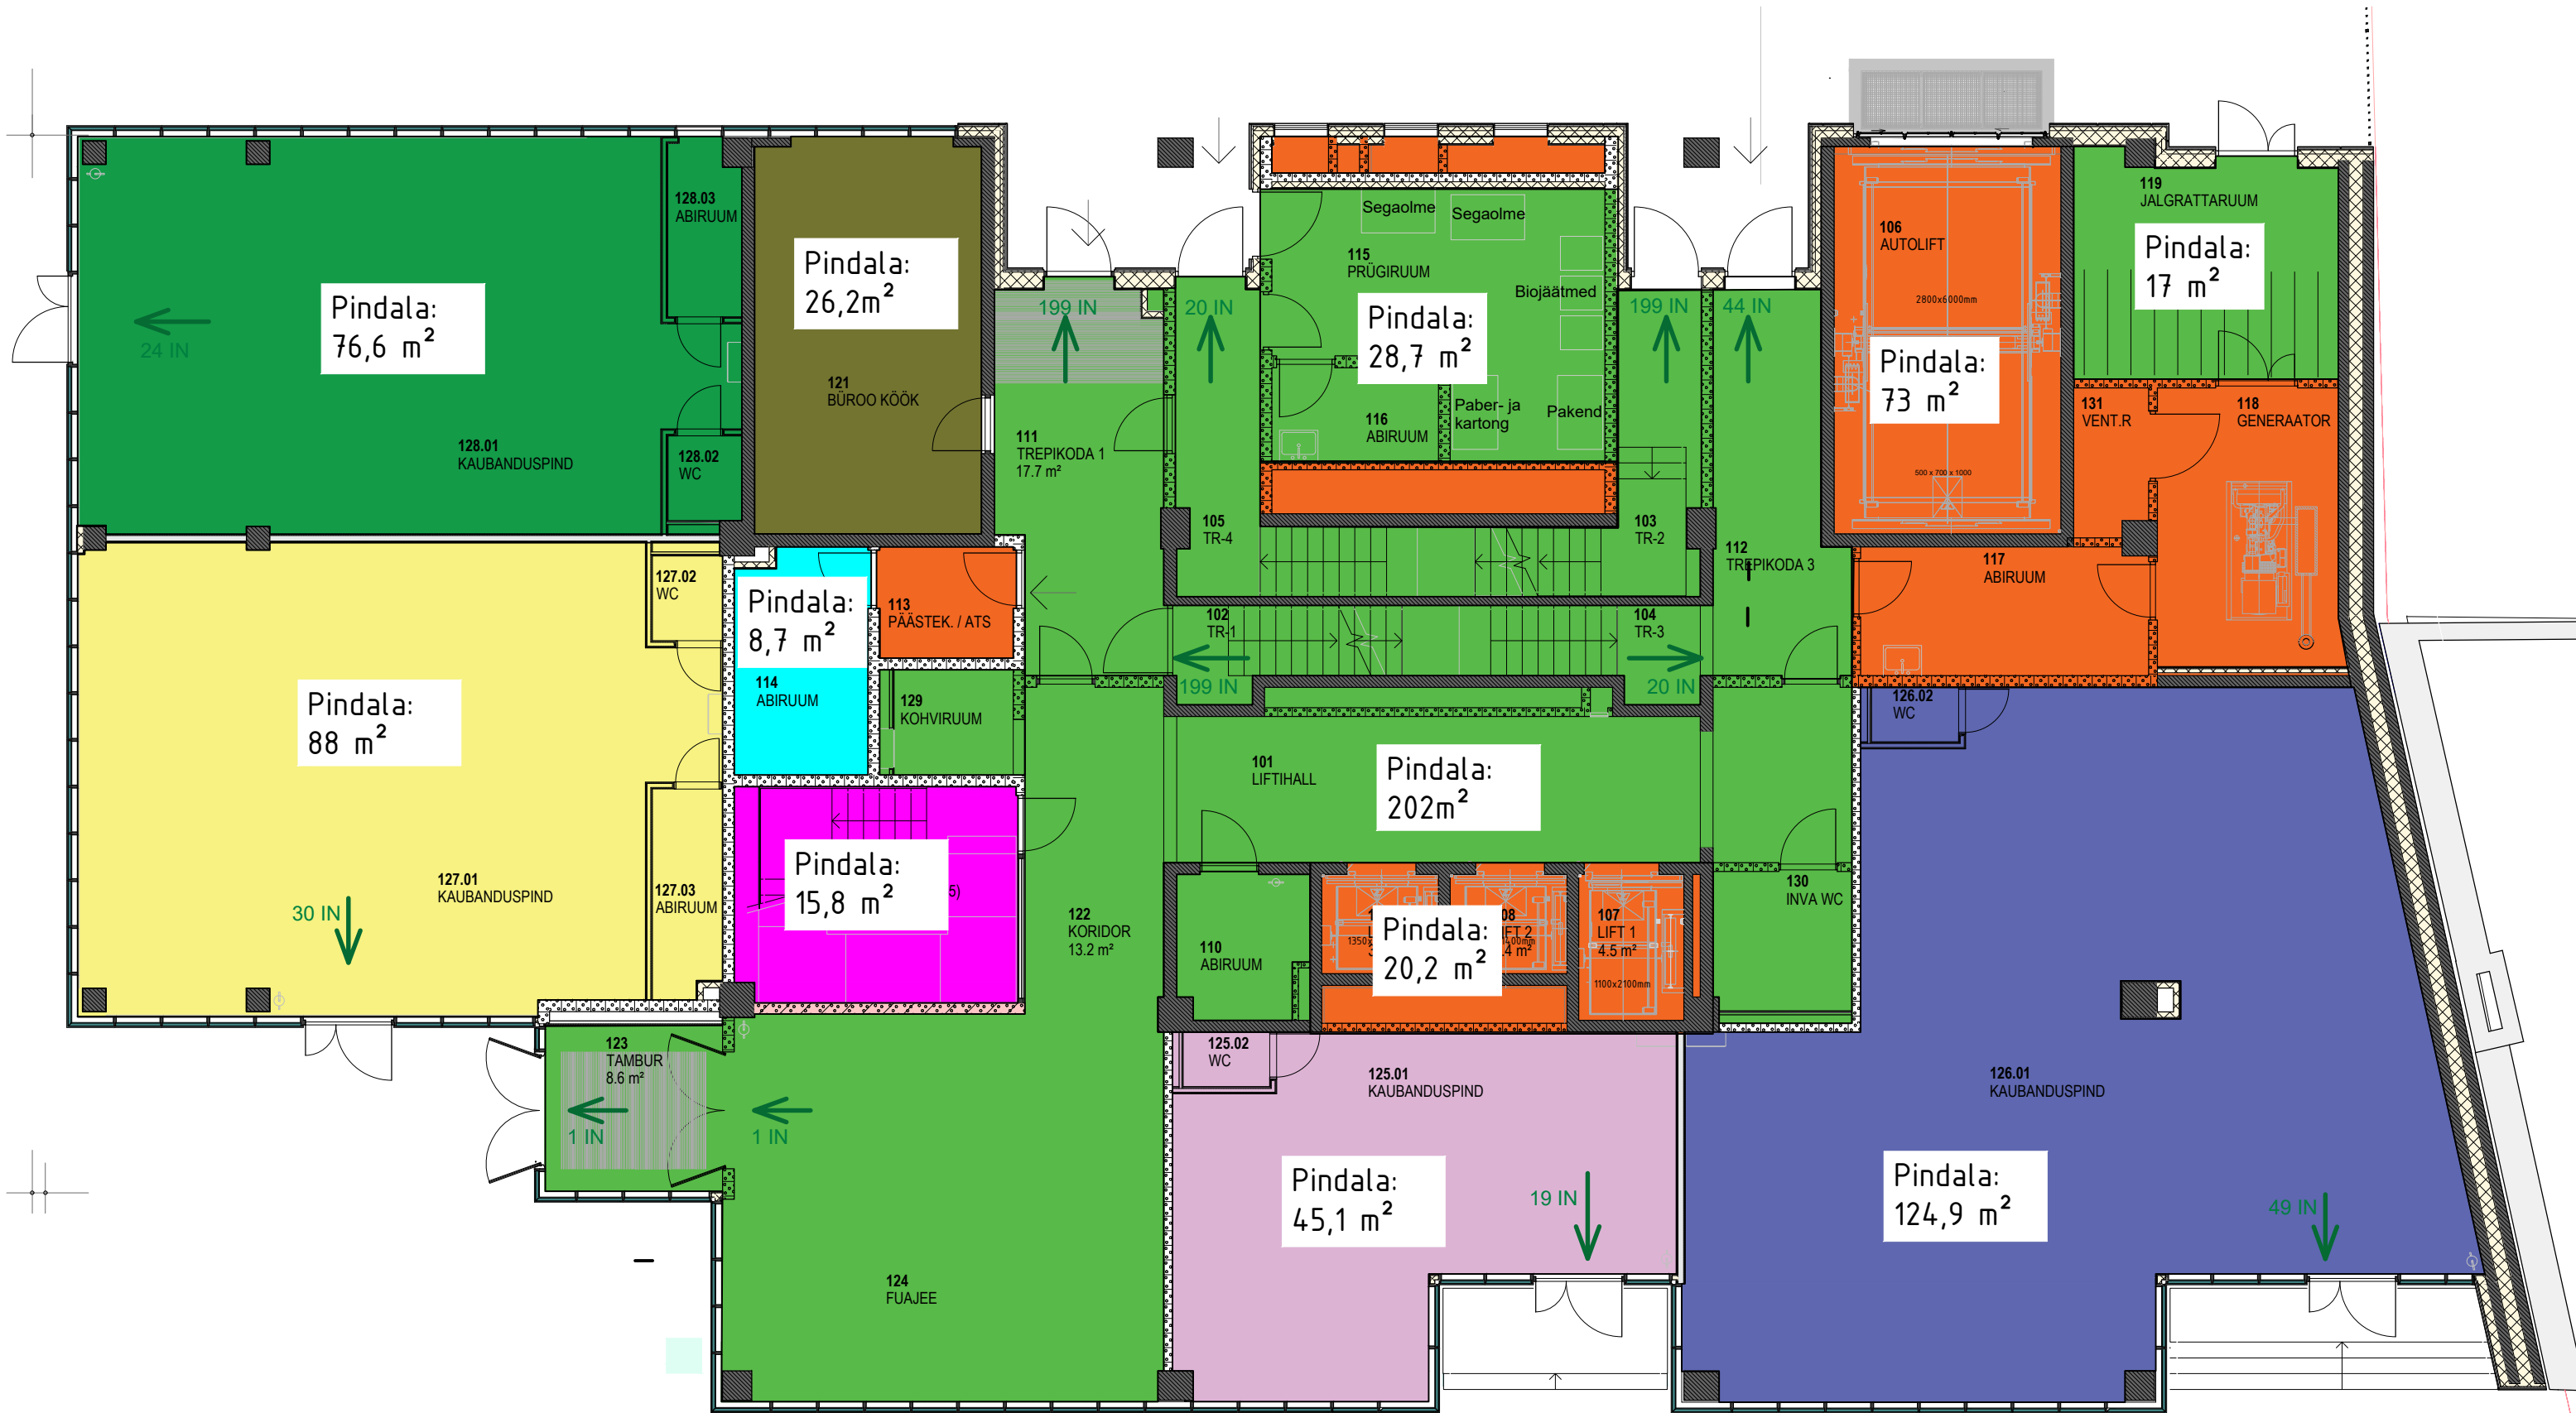 128.03
ABIRUUM
Pindala:
76,6 m²
24 IN
128.01
KAUBANDUSPIND
128.02
WC
Pindala:
26,2m²
121
BÜROO KÖÖK
199 IN
111
TREPIKODA 1
17.7 m²
20 IN
105
TR-4
Segaolme
Segaolme
115
PRÜGIRUUM
Biojäätmed
Pindala:
28,7 m²
116
ABIRUUM
Paber- ja
kartong
Pakend
199 IN
103
TR-2
44 IN
112
TREPIKODA 3
106
AUTOLIFT
2800x6000mm
Pindala:
73 m²
500 x 700 x 1000
119
JALGRATTARUUM
Pindala:
17 m²
131
VENT.R
118
GENERAATOR
117
ABIRUUM
127.02
WC
Pindala:
88 m²
127.01
KAUBANDUSPIND
127.03
ABIRUUM
30 IN
Pindala:
8,7 m²
114
ABIRUUM
113
PÄÄSTEK. / ATS
129
KOHVIRUUM
102
TR-1
104
TR-3
199 IN
20 IN
101
LIFTIHALL
Pindala:
202m²
126.02
WC
Pindala:
15,8 m²
5)
122
KORIDOR
13.2 m²
110
ABIRUUM
Pindala:
20,2 m²
107
LIFT 1
4.5 m²
1100x2100mm
130
INVA WC
123
TAMBUR
8.6 m²
1 IN
1 IN
125.02
WC
125.01
KAUBANDUSPIND
Pindala:
45,1 m²
19 IN
126.01
KAUBANDUSPIND
Pindala:
124,9 m²
49 IN
124
FUAJEE